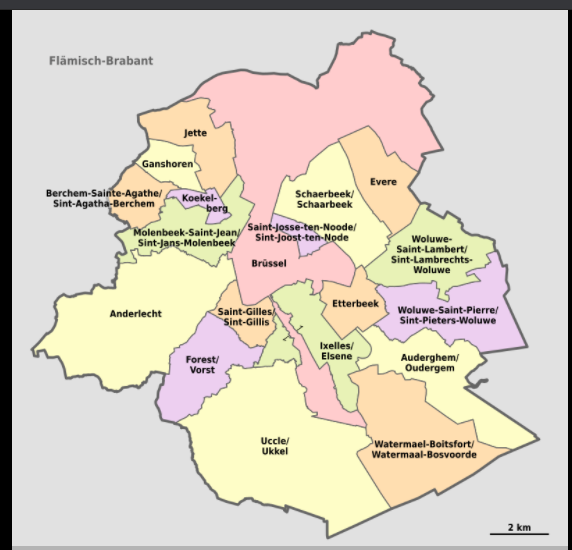 Flämisch-Brabant
Jette
Ganshoren
Berchem-Sainte-Agathe/
Sint-Agatha-Berchem
Koekel-
berg
Evere
Schaerbeek/
Schaarbeek
Molenbeek-Saint-Jean/
Sint-Jans-Molenbeek
Saint-Josse-ten-Noode/
Sint-Joost-ten-Node
Woluwe-
Saint-Lambert/
Sint-Lambrechts-
Woluwe
Brüssel
Anderlecht
Saint-Gilles/
Sint-Gillis
Etterbeek
Woluwe-Saint-Pierre/
Sint-Pieters-Woluwe
Forest/
Vorst
Ixelles/
Elsene
Auderghem/
Oudergem
Uccle/
Ukkel
Watermael-Boitsfort/
Watermaal-Bosvoorde
2 km